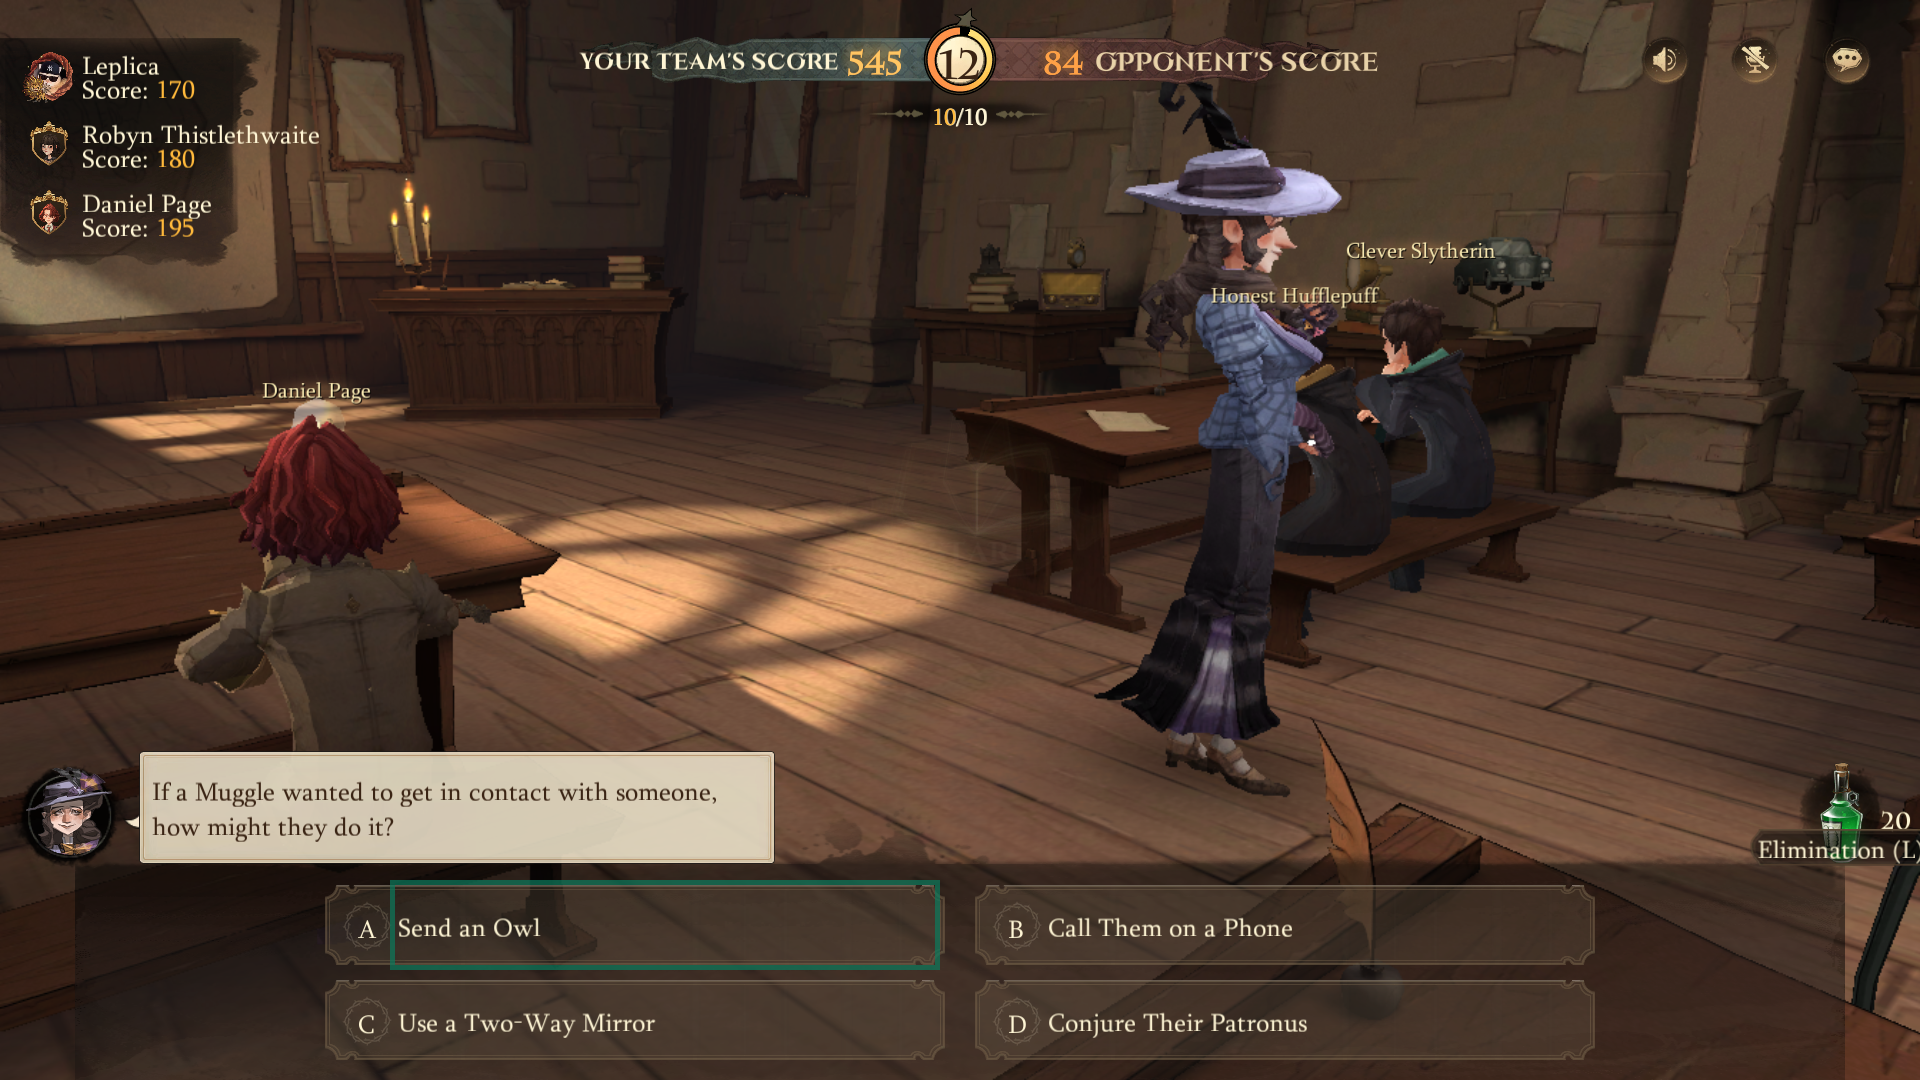 Leplica
Score: 170
Robyn Thistlethwaite
Score: 180
Daniel Page
Score: 195
YOUR TEAM'S SCORE 545
12
84 OPPONENT'S SCORE
10/10
Clever Slytherin
Honest Hufflepuff
Daniel Page
If a Muggle wanted to get in contact with someone,
how might they do it?
20
Elimination (L)
A Send an Owl
B Call Them on a Phone
C Use a Two-Way Mirror
D Conjure Their Patronus